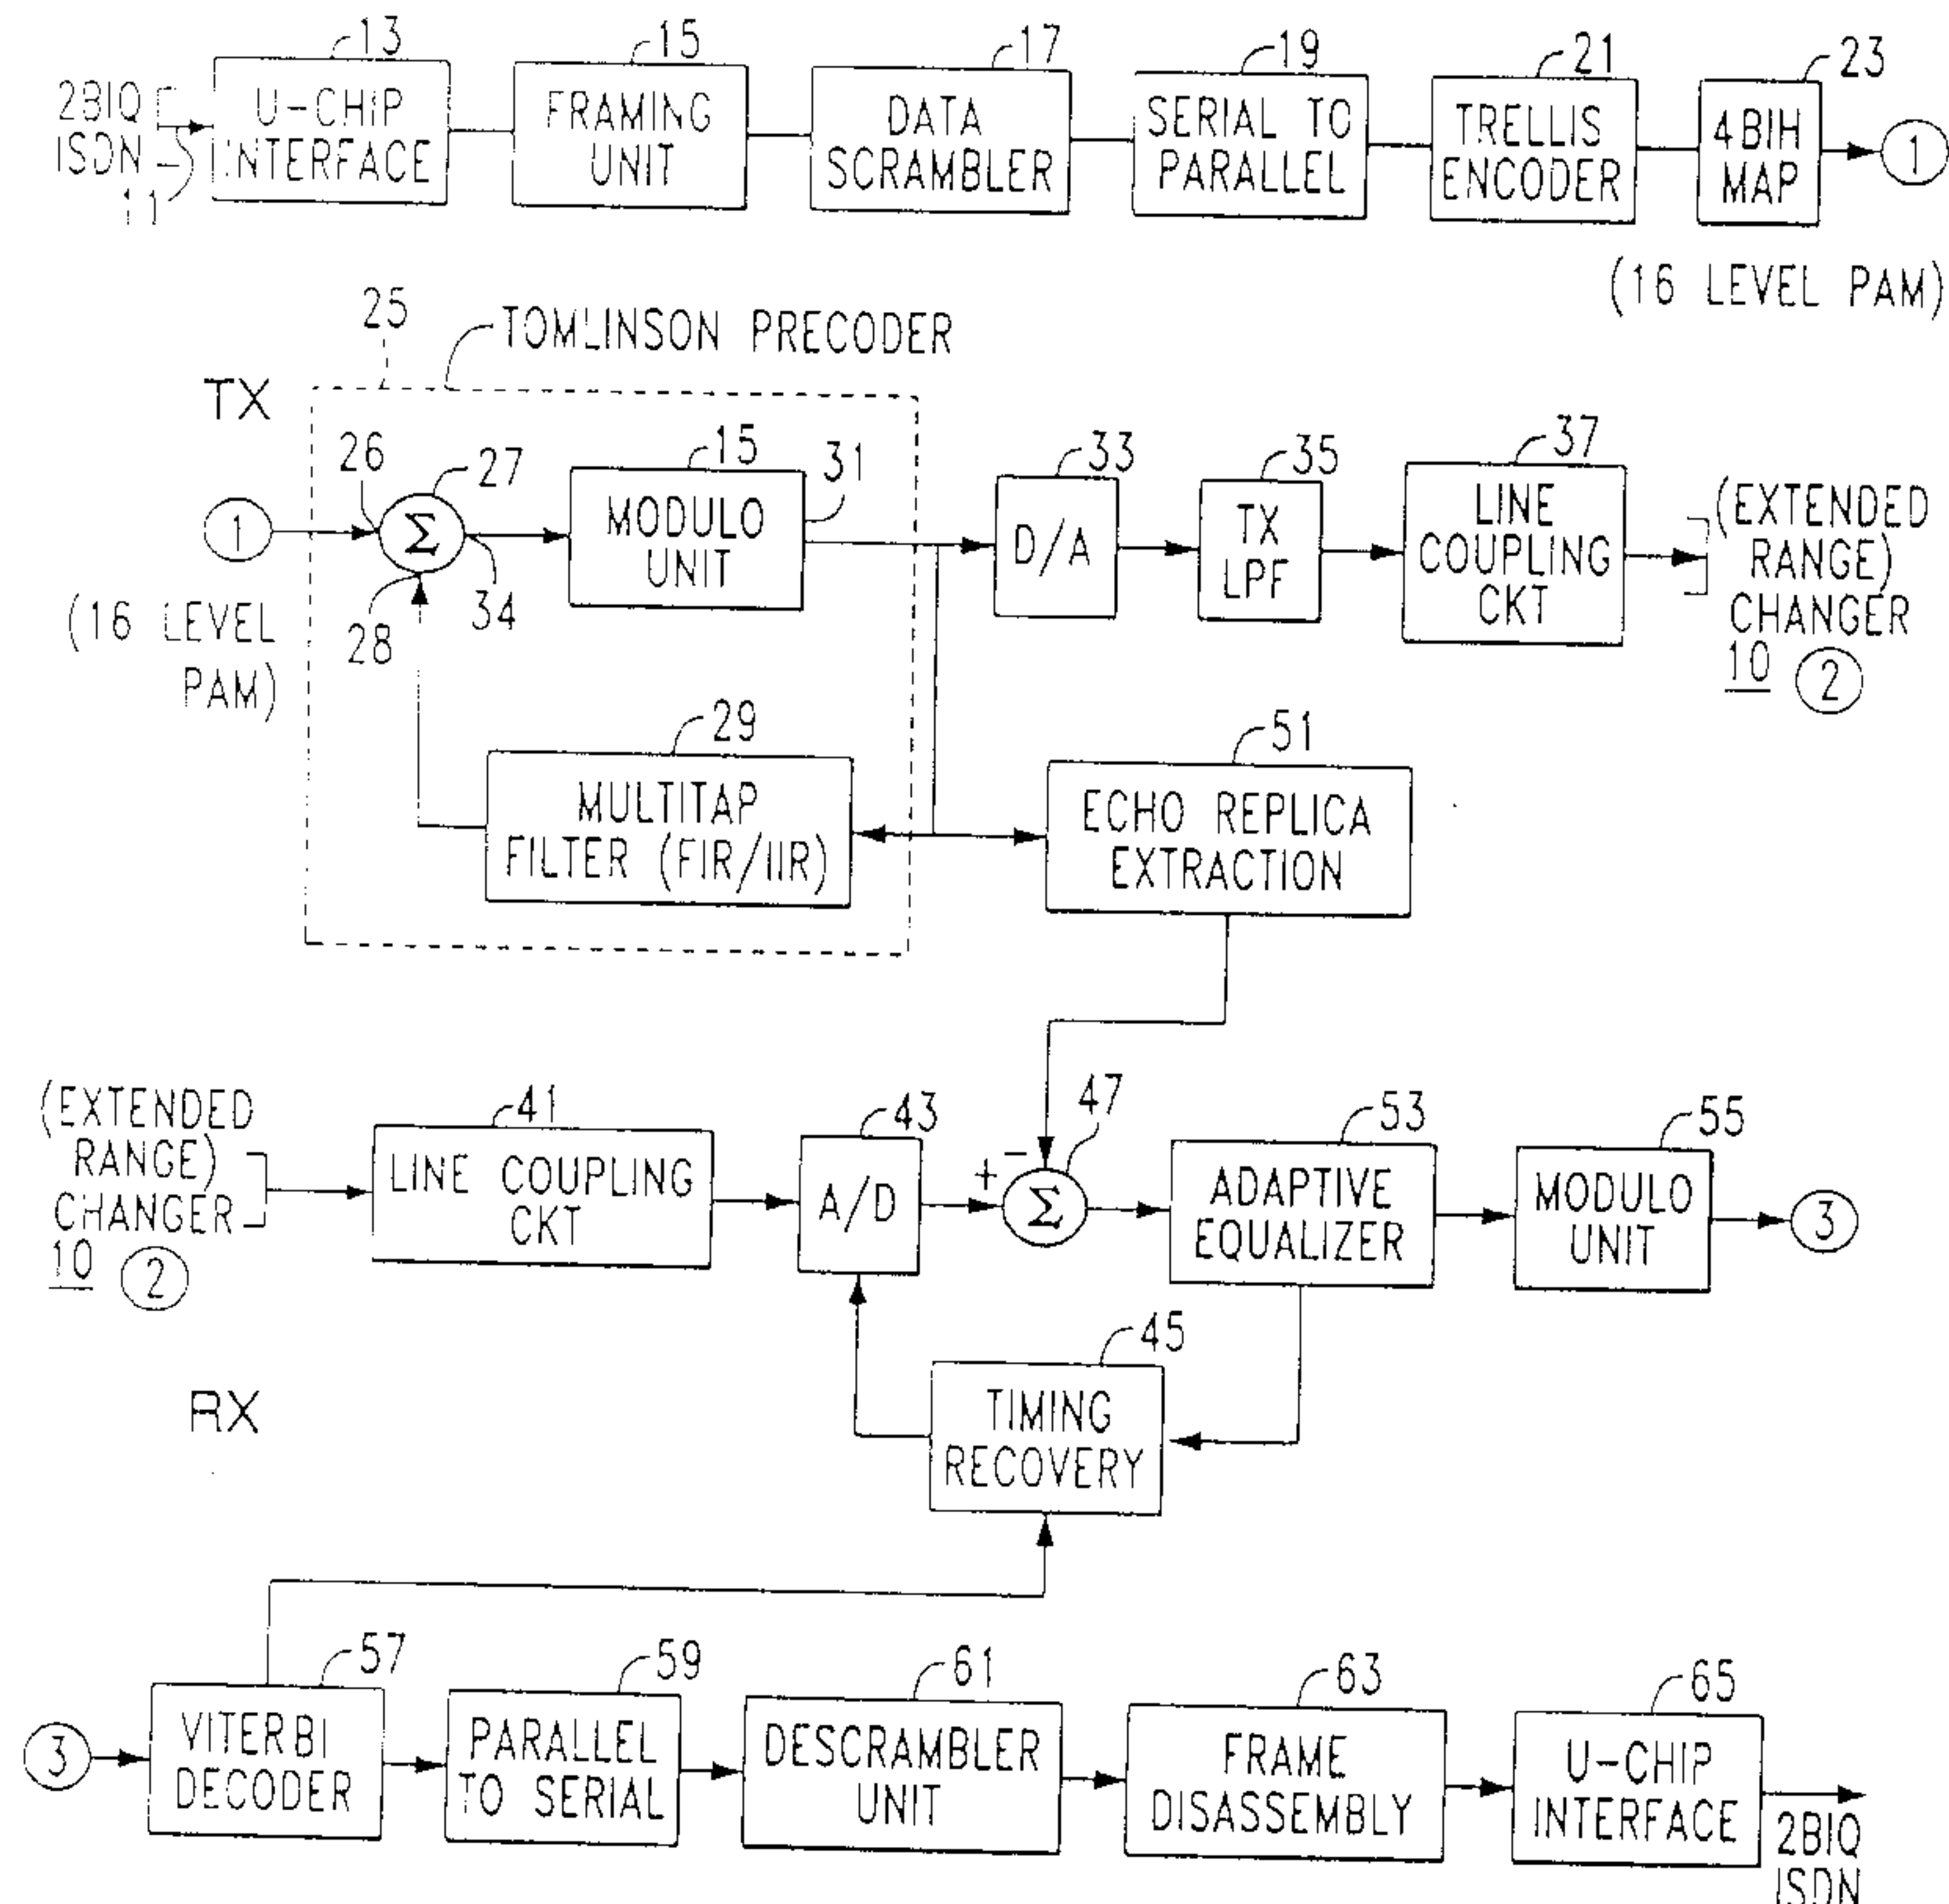 13
15
17
19
21
23
2BIQ
ISDN
11
U-CHIP
INTERFACE
FRAMING
UNIT
DATA
SCRAMBLER
SERIAL TO
PARALLEL
TRELLIS
ENCODER
4BIH
MAP
1
(16 LEVEL PAM)
25
TOMLINSON PRECODER
TX
26
27
15
31
33
35
37
1
Σ
MODULO
UNIT
D/A
TX
LPF
LINE
COUPLING
CKT
(EXTENDED
RANGE)
CHANGER
10
2
(16 LEVEL
PAM)
28
34
29
MULTITAP
FILTER (FIR/IIR)
51
ECHO REPLICA
EXTRACTION
(EXTENDED
RANGE)
CHANGER
10
2
41
LINE COUPLING
CKT
43
A/D
+
-
47
Σ
53
ADAPTIVE
EQUALIZER
55
MODULO
UNIT
3
45
TIMING
RECOVERY
RX
57
59
61
63
65
3
VITERBI
DECODER
PARALLEL
TO SERIAL
DESCRAMBLER
UNIT
FRAME
DISASSEMBLY
U-CHIP
INTERFACE
2BIQ
ISDN